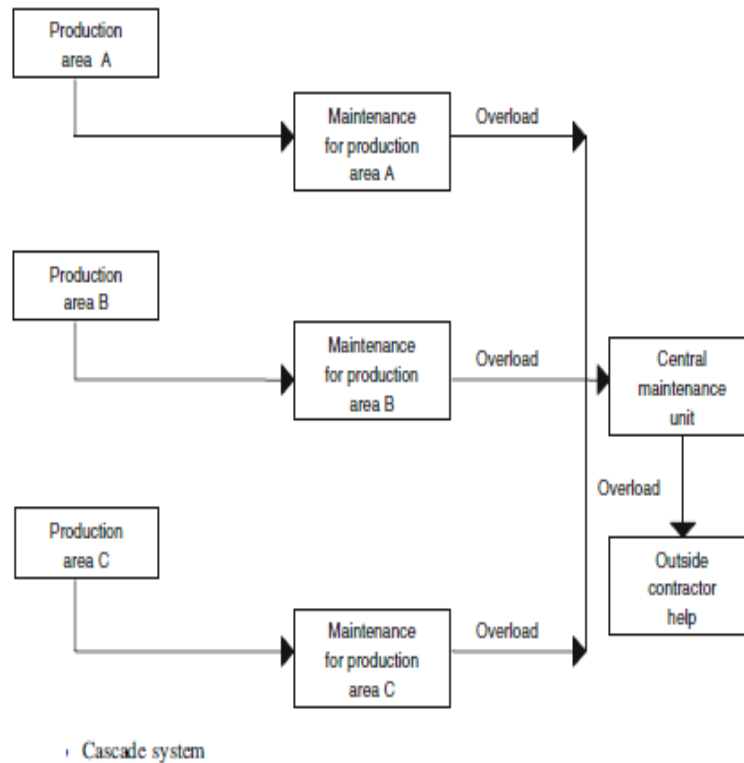 Production
area A
Maintenance
for production
area A
Overload
Production
area B
Maintenance
for production
area B
Overload
Central
maintenance
unit
Overload
Production
area C
Outside
contractor
help
Maintenance
for production
area C
Overload
Cascade system